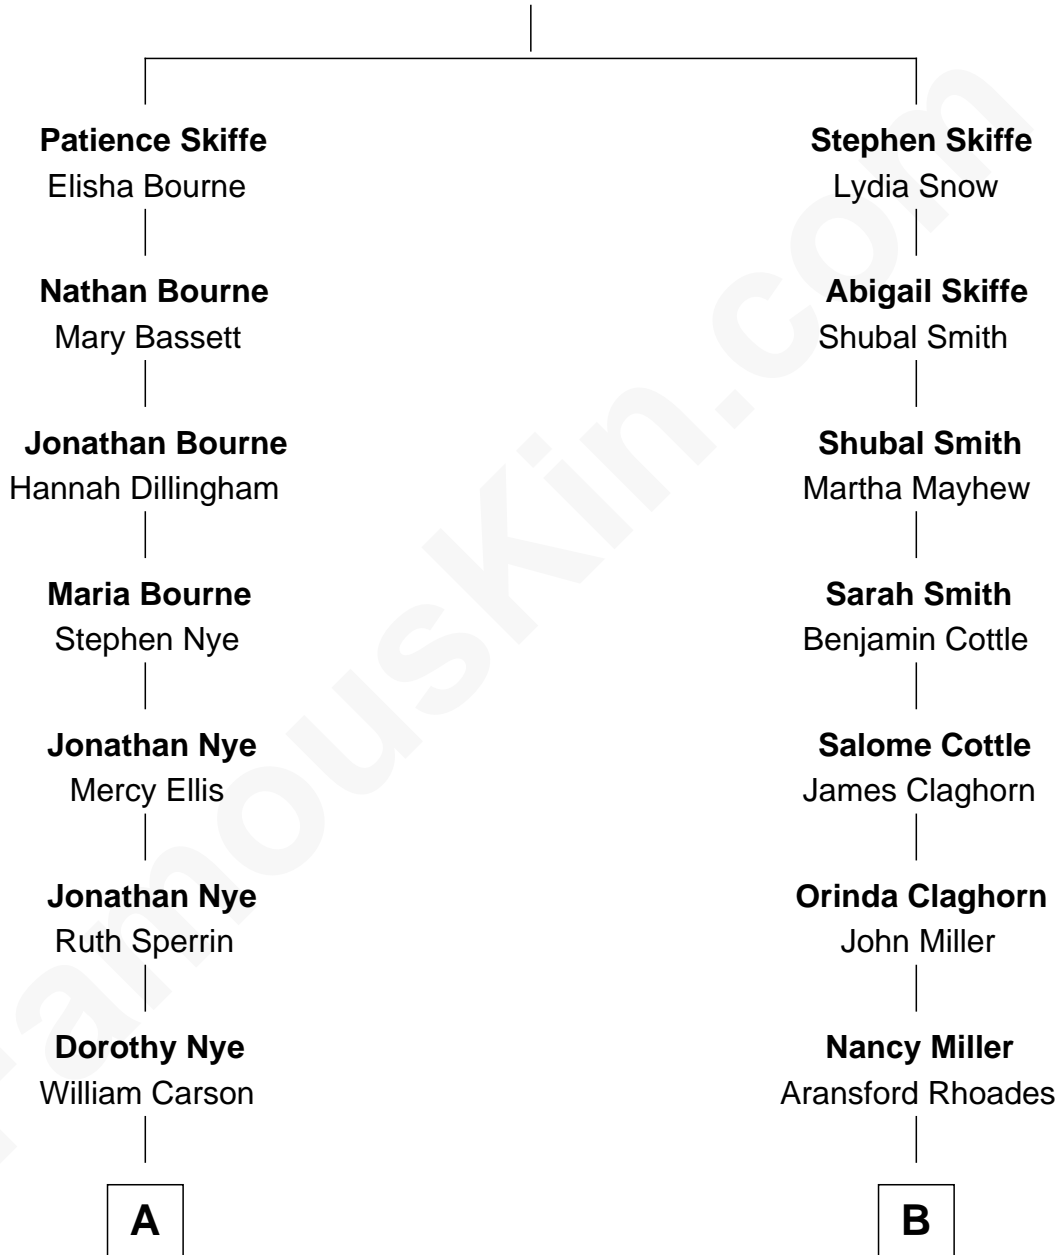 Patience Skiffe
Elisha Bourne
Nathan Bourne
Mary Bassett
Jonathan Bourne
Hannah Dillingham
Maria Bourne
Stephen Nye
Jonathan Nye
Mercy Ellis
Jonathan Nye
Ruth Sperrin
Dorothy Nye
William Carson
A
Stephen Skiffe
Lydia Snow
Abigail Skiffe
Shubal Smith
Shubal Smith
Martha Mayhew
Sarah Smith
Benjamin Cottle
Salome Cottle
James Claghorn
Orinda Claghorn
John Miller
Nancy Miller
Aransford Rhoades
B
FamousKin.com